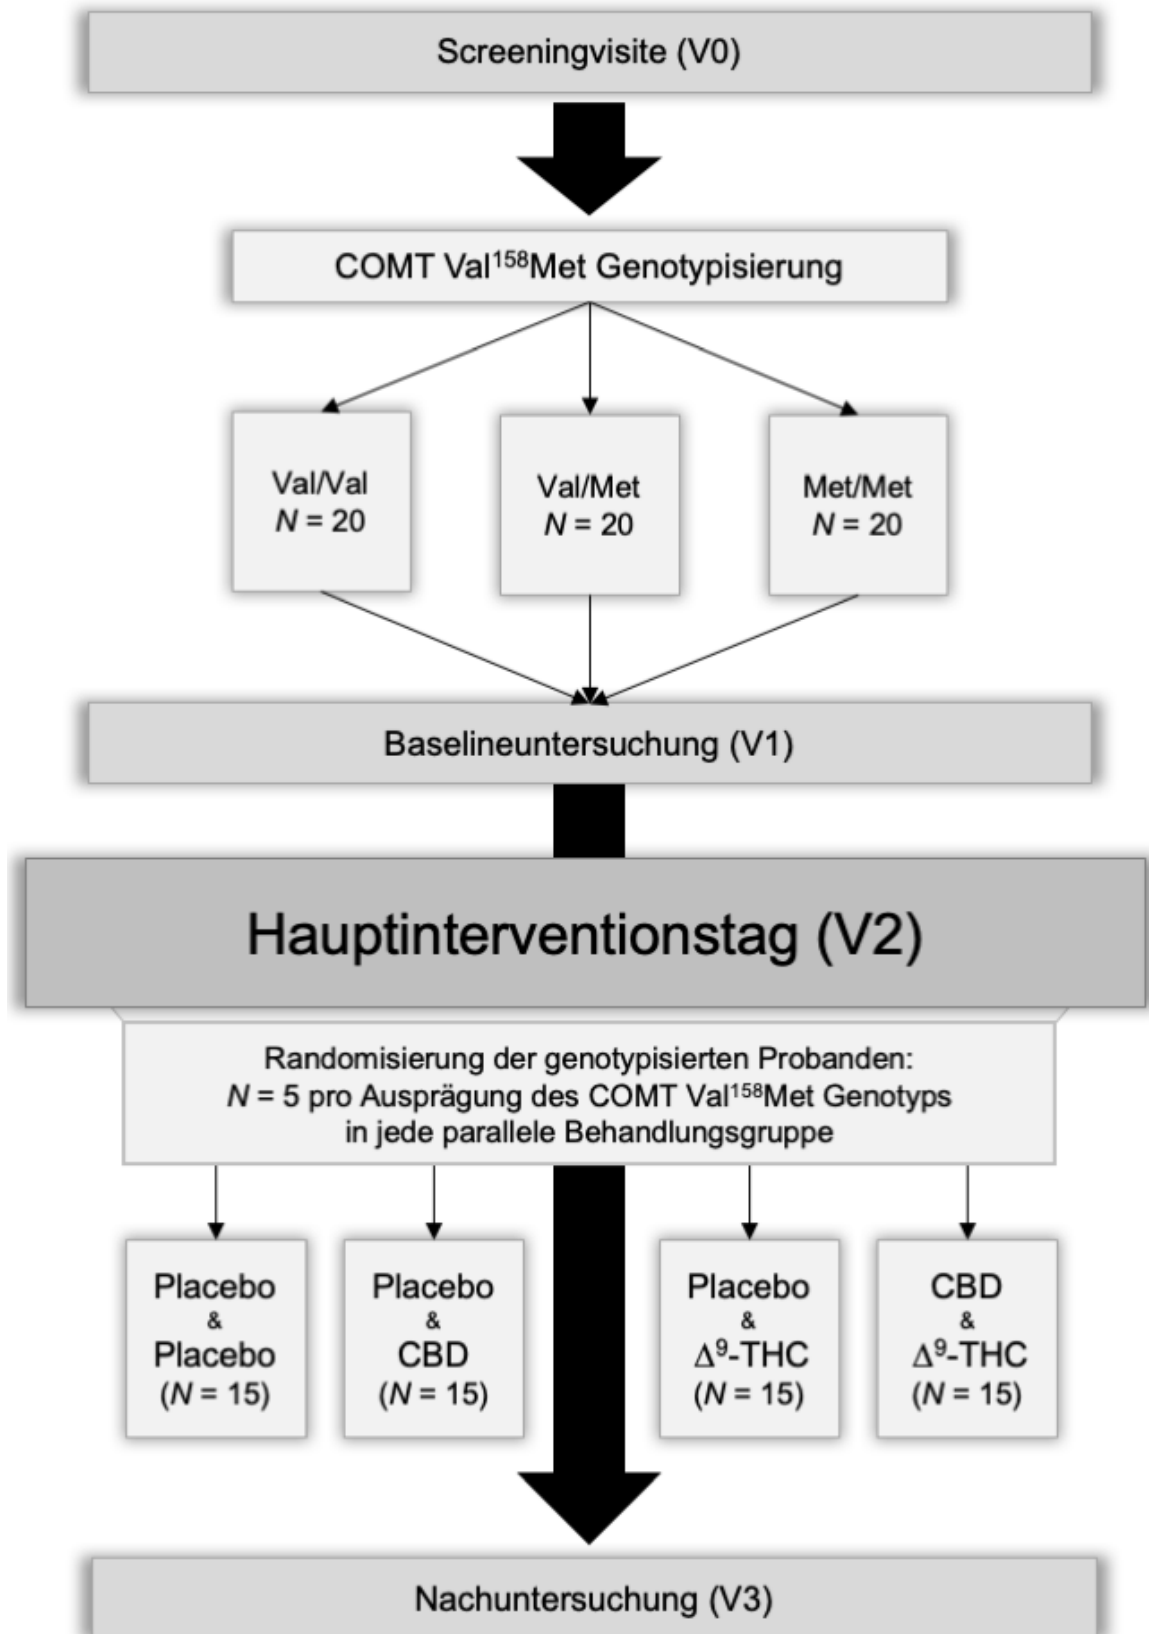 Screeningvisite (V0)
COMT Val¹⁵⁸Met Genotypisierung
Val/Val
N = 20
Val/Met
N = 20
Met/Met
N = 20
Baselineuntersuchung (V1)
Hauptinterventionstag (V2)
Randomisierung der genotypisierten Probanden:
N = 5 pro Ausprägung des COMT Val¹⁵⁸Met Genotyps
in jede parallele Behandlungsgruppe
Placebo
&
Placebo
(N = 15)
Placebo
&
CBD
(N = 15)
Placebo
&
Δ⁹-THC
(N = 15)
CBD
&
Δ⁹-THC
(N = 15)
Nachuntersuchung (V3)